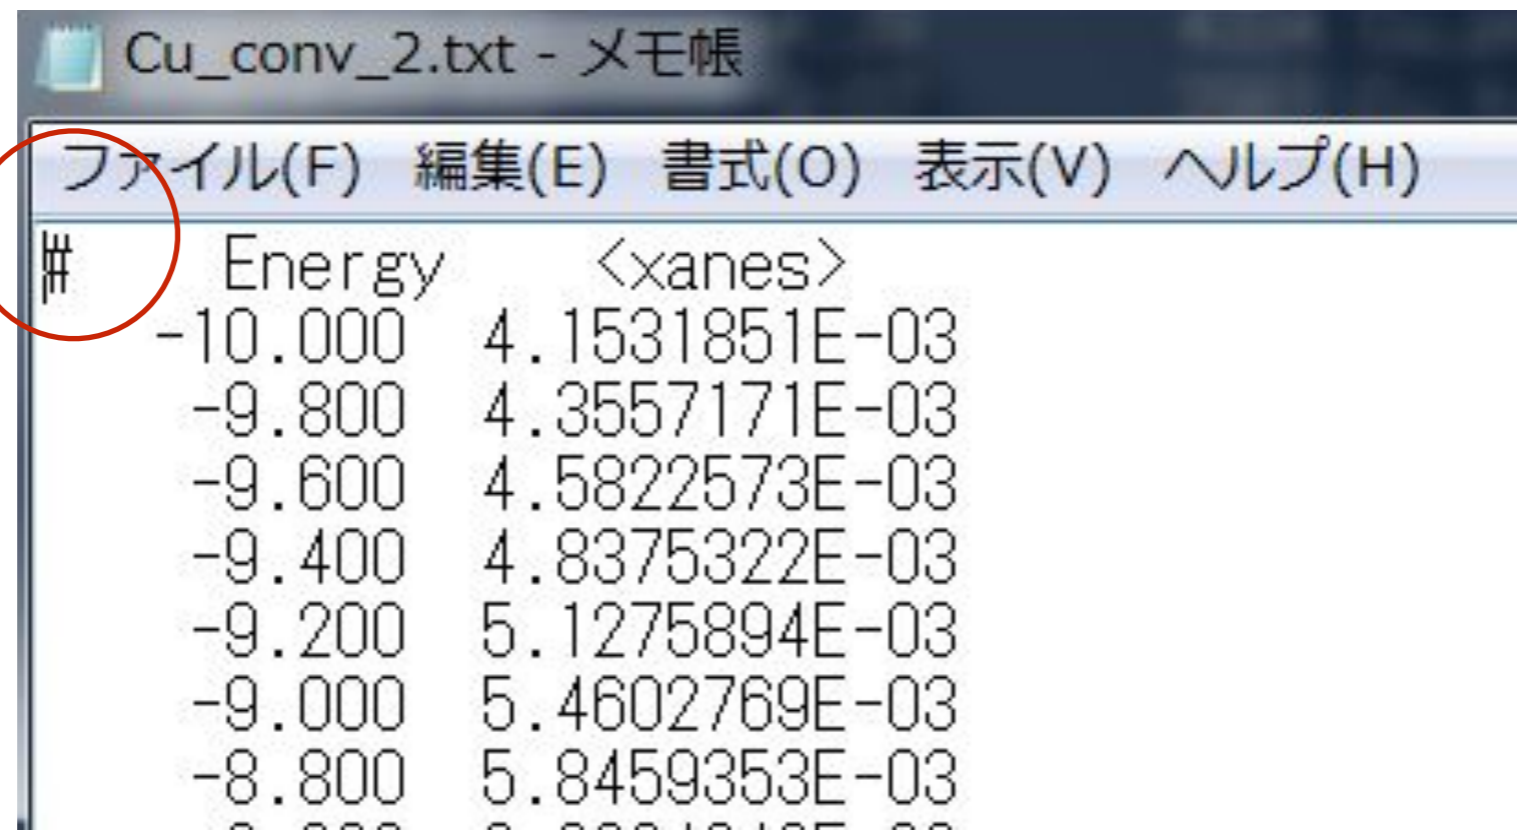 Cu_conv_2.txt - メモ帳
ファイル(F) 編集(E) 書式(O) 表示(V) ヘルプ(H)
# Energy <xanes>
-10.000 4.1531851E-03
-9.800 4.3557171E-03
-9.600 4.5822573E-03
-9.400 4.8375322E-03
-9.200 5.1275894E-03
-9.000 5.4602769E-03
-8.800 5.8459353E-03